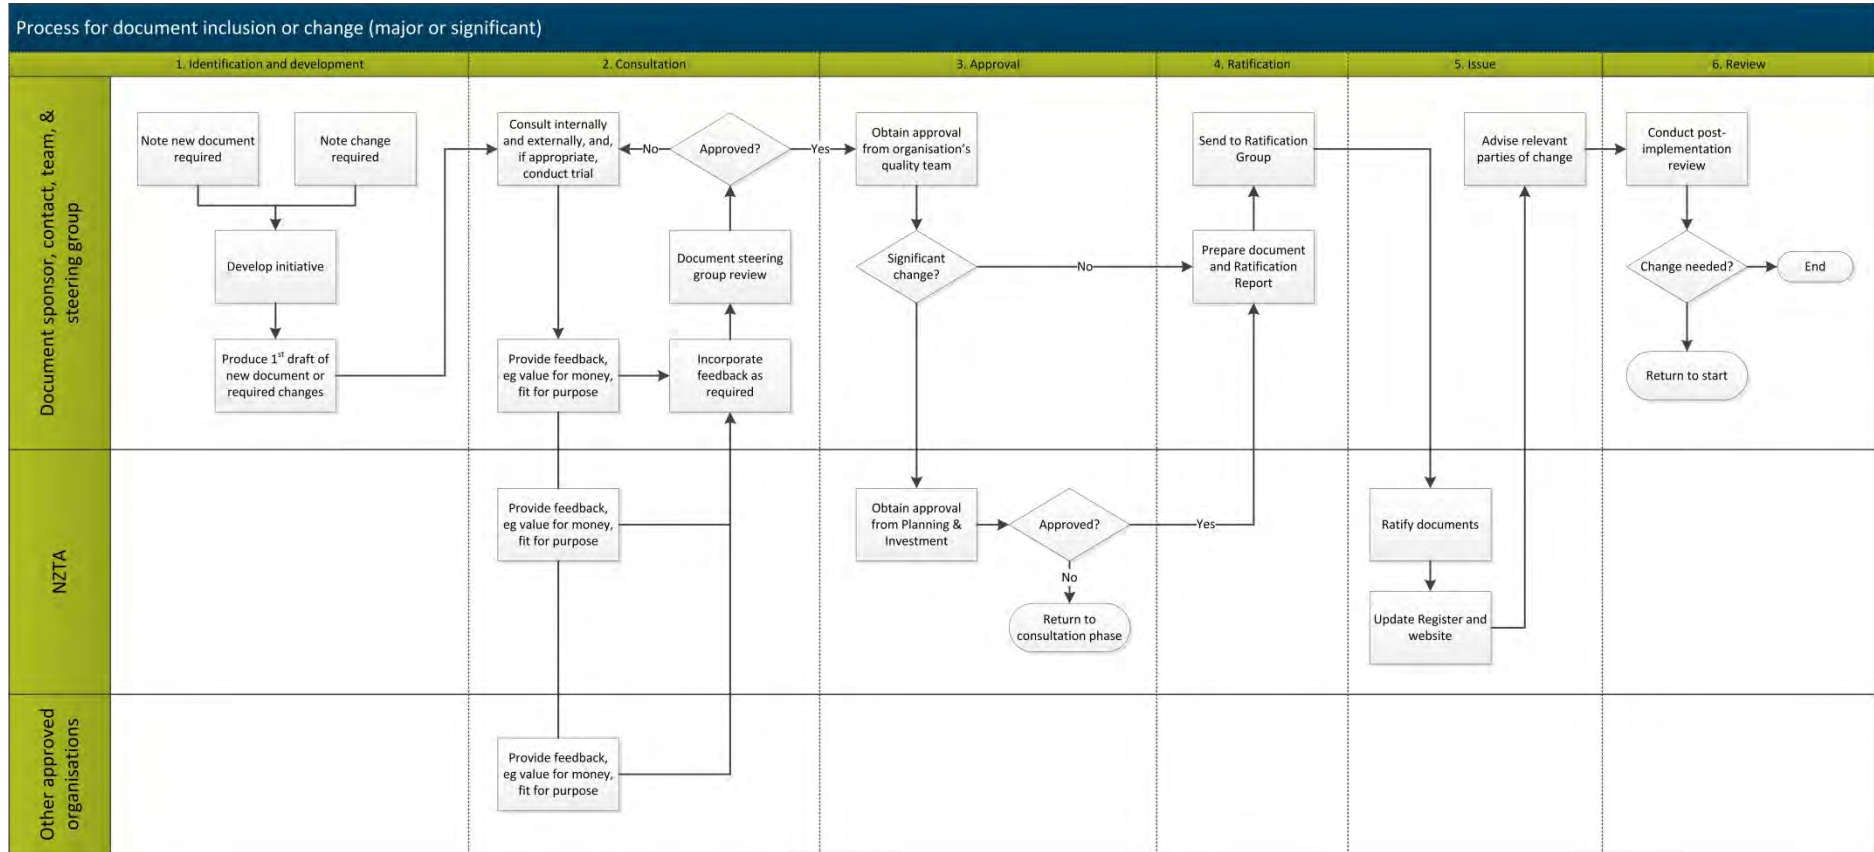 Process for document inclusion or change (major or significant)
1. Identification and development
2. Consultation
3. Approval
4. Ratification
5. Issue
6. Review
Document sponsor, contact, team, &
steering group
Note new document
required
Note change
required
Develop initiative
Produce 1st draft of
new document or
required changes
Consult internally
and externally, and,
if appropriate,
conduct trial
No
Approved?
Yes
Document steering
group review
Provide feedback,
eg value for money,
fit for purpose
Incorporate
feedback as
required
Obtain approval
from organisation's
quality team
Significant
change?
No
Send to Ratification
Group
Prepare document
and Ratification
Report
Advise relevant
parties of change
Conduct post-
implementation
review
Change needed?
End
Return to start
NZTA
Provide feedback,
eg value for money,
fit for purpose
Obtain approval
from Planning &
Investment
Approved?
Yes
No
Return to
consultation phase
Ratify documents
Update Register and
website
Other approved
organisations
Provide feedback,
eg value for money,
fit for purpose